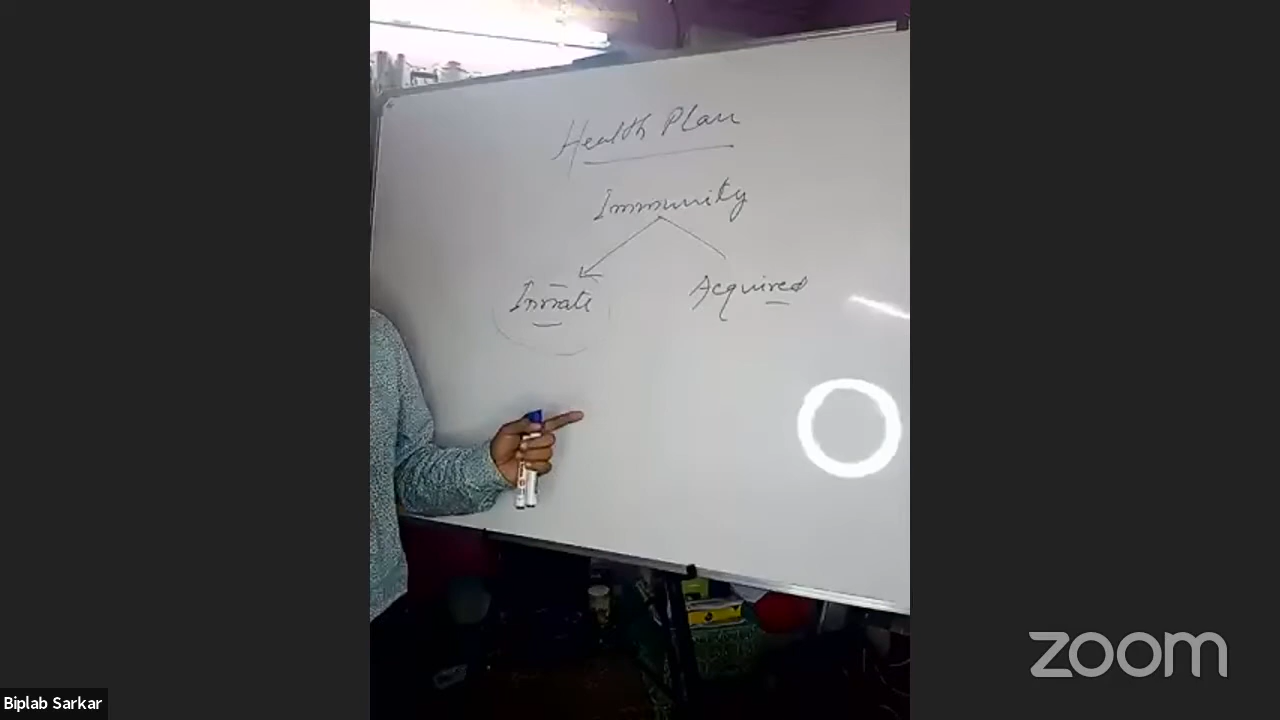 Health Plan
Immunity
Innate Acquired
Biplab Sarkar
zoom